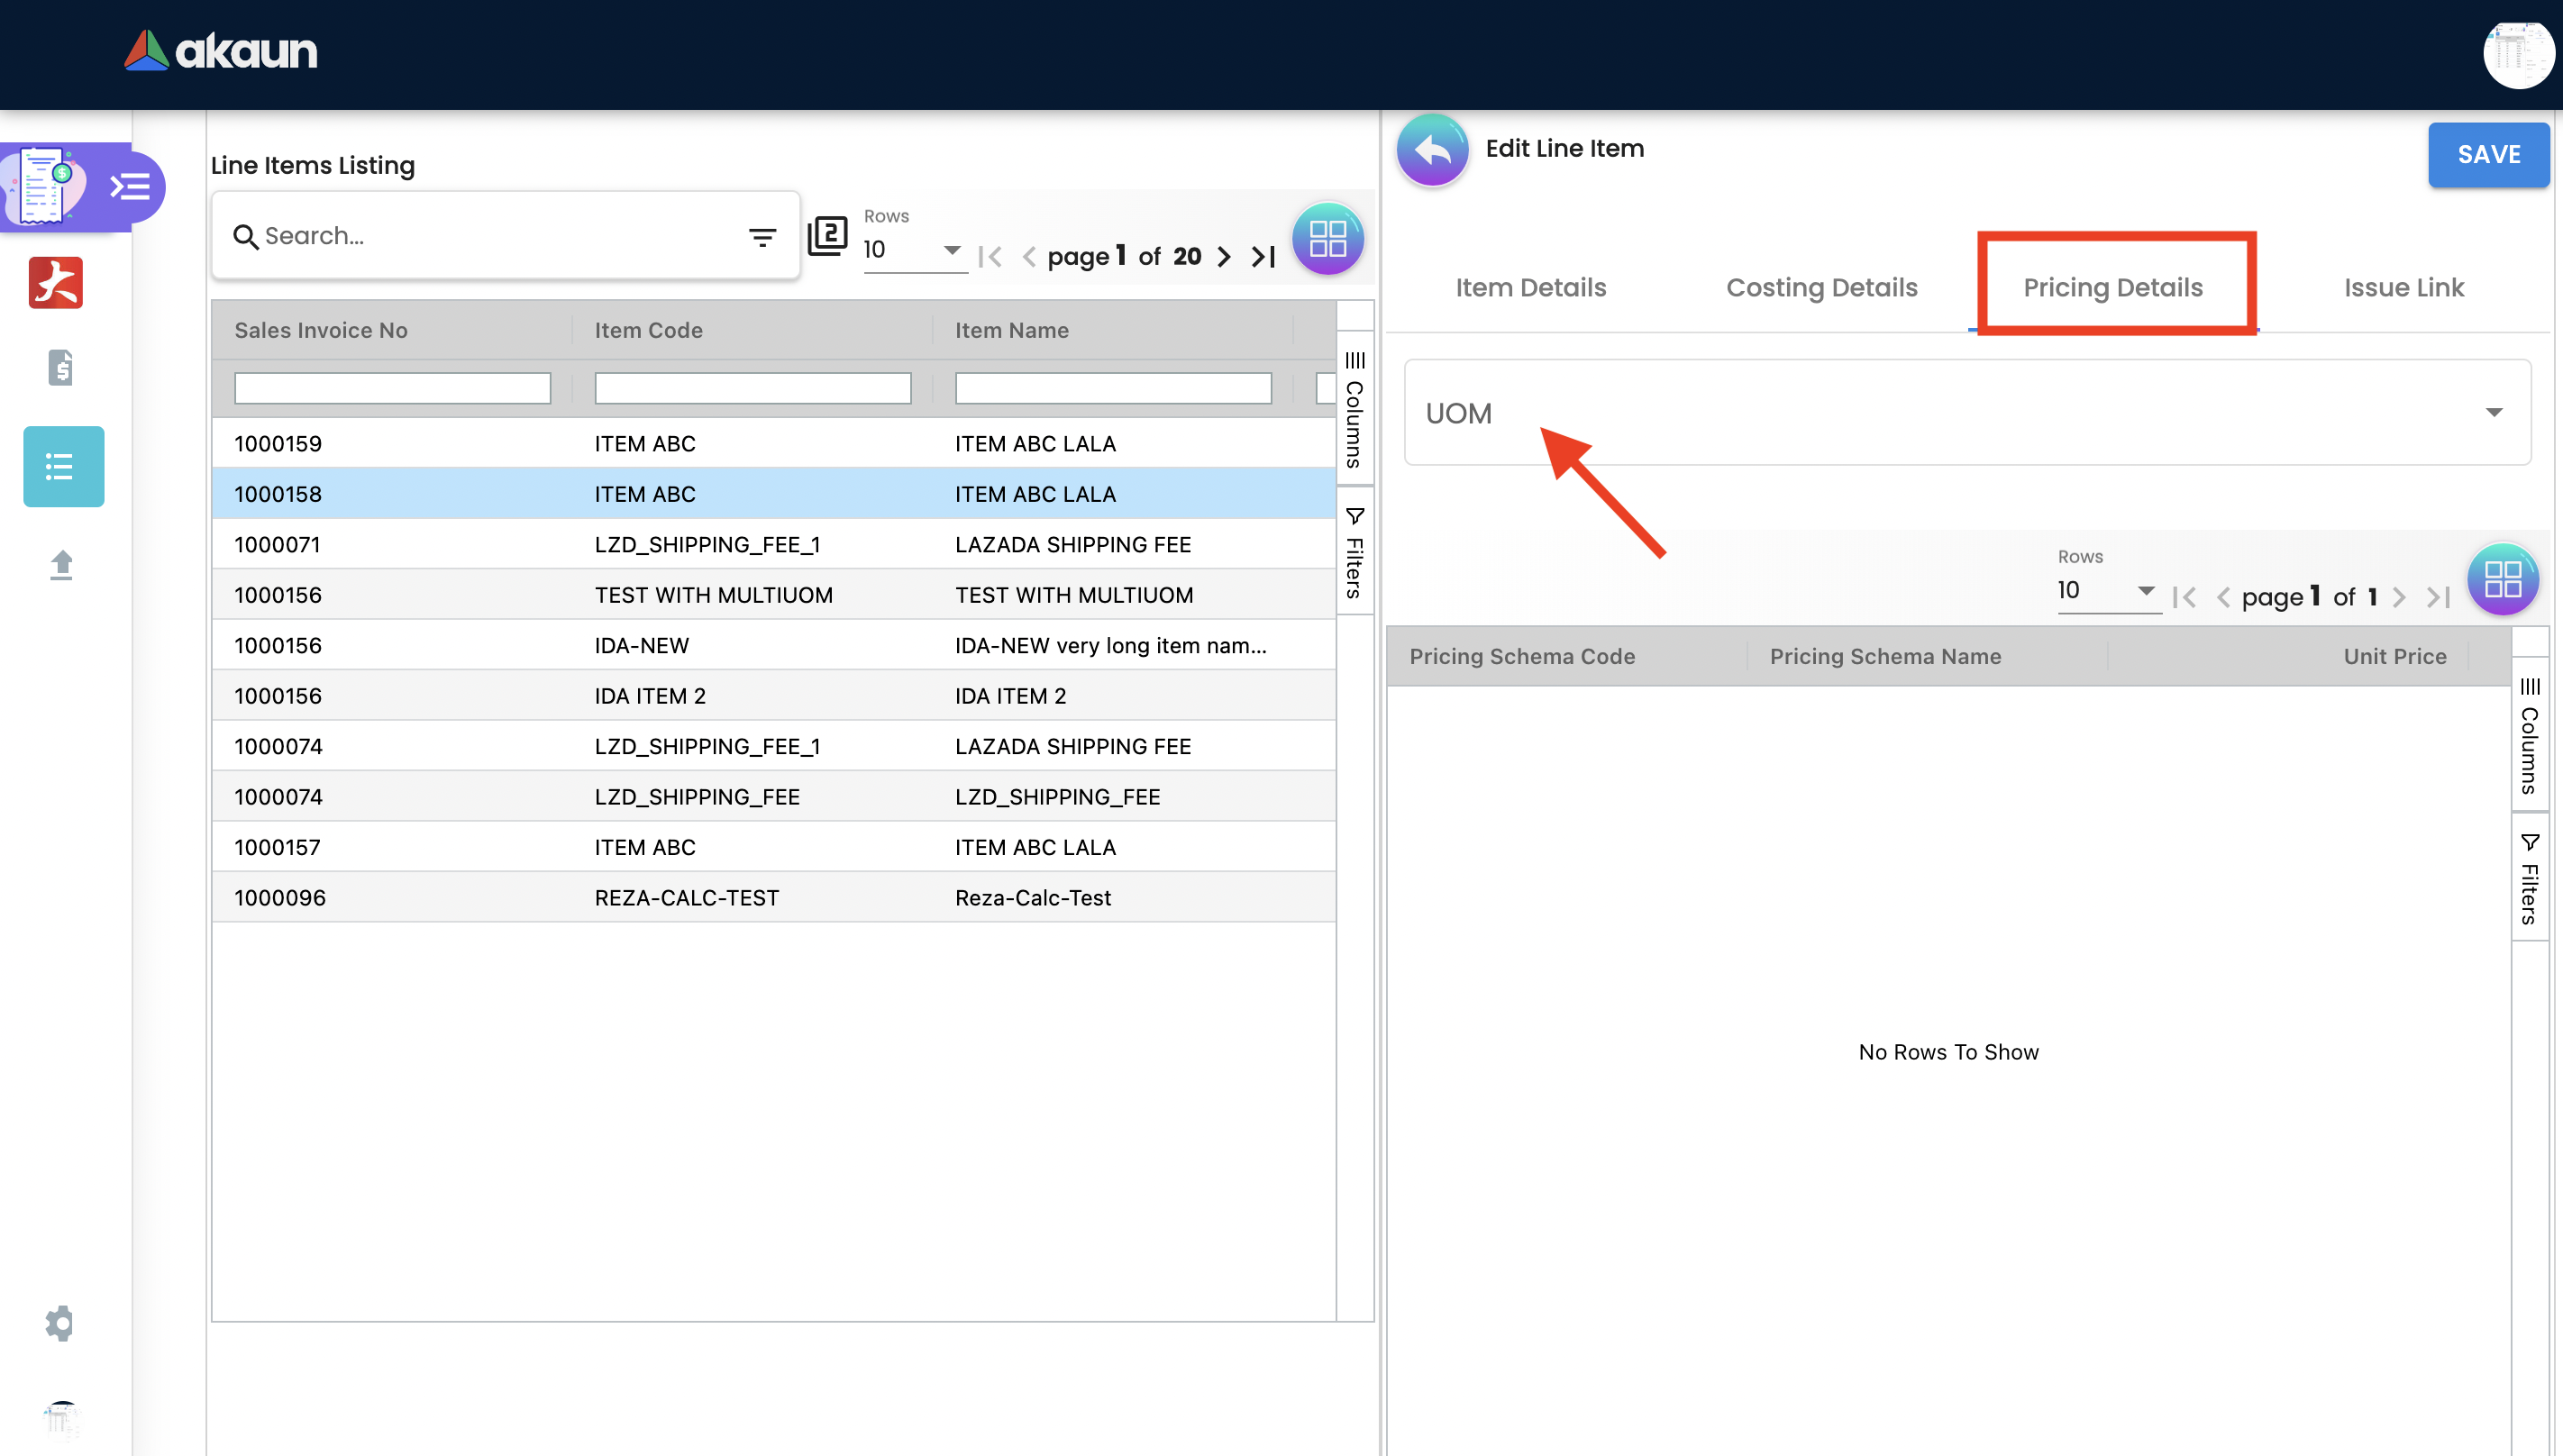 akaun
Line Items Listing
Search...
2
Rows
10
page 1 of 20
Sales Invoice No Item Code Item Name
1000159 ITEM ABC ITEM ABC LALA
1000158 ITEM ABC ITEM ABC LALA
1000071 LZD_SHIPPING_FEE_1 LAZADA SHIPPING FEE
1000156 TEST WITH MULTIUOM TEST WITH MULTIUOM
1000156 IDA-NEW IDA-NEW very long item nam...
1000156 IDA ITEM 2 IDA ITEM 2
1000074 LZD_SHIPPING_FEE_1 LAZADA SHIPPING FEE
1000074 LZD_SHIPPING_FEE LZD_SHIPPING_FEE
1000157 ITEM ABC ITEM ABC LALA
1000096 REZA-CALC-TEST Reza-Calc-Test
Columns
Filters
Edit Line Item
SAVE
Item Details Costing Details Pricing Details Issue Link
UOM
Rows
10
page 1 of 1
Pricing Schema Code Pricing Schema Name Unit Price
No Rows To Show
Columns
Filters